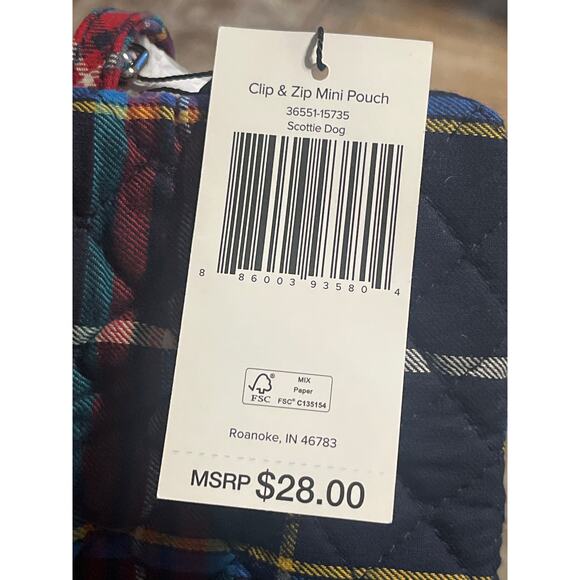 Clip & Zip Mini Pouch
36551-15735
Scottie Dog
8 86003 93580 4
FSC
MIX
Paper
FSC® C135154
Roanoke, IN 46783
MSRP $28.00